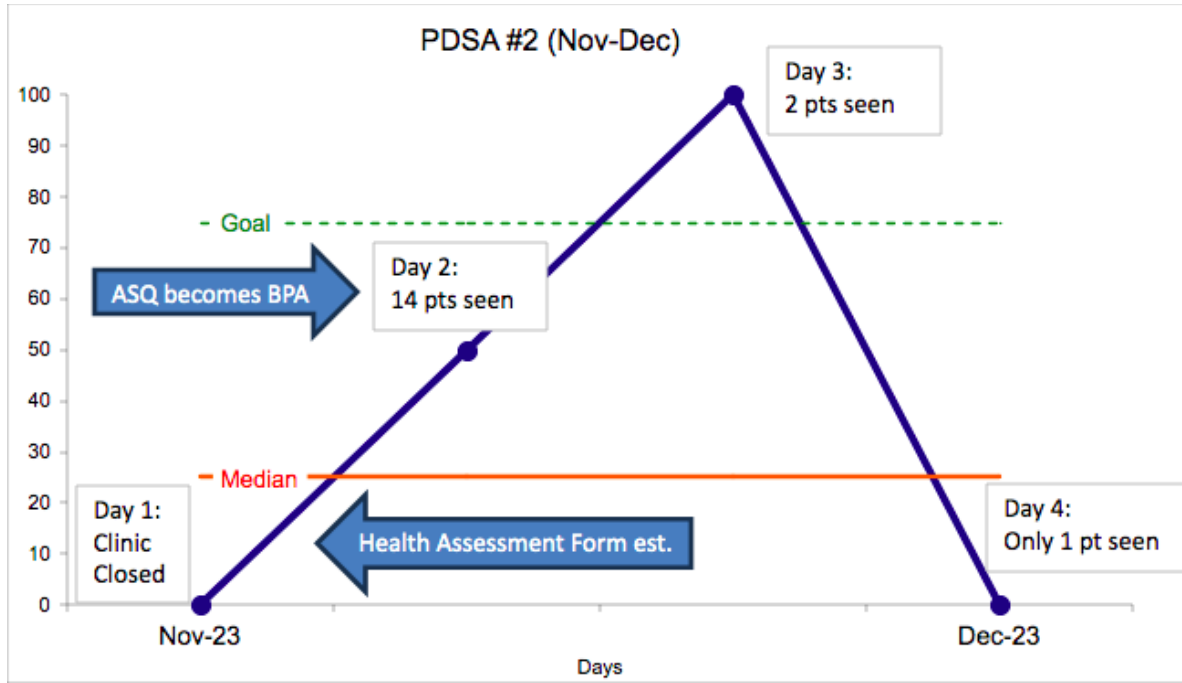 PDSA #2 (Nov-Dec)
100
90
80
70
60
50
40
30
20
10
0
Day 3:
2 pts seen
Goal
Day 2:
14 pts seen
ASQ becomes BPA
Median
Day 1:
Clinic
Closed
Health Assessment Form est.
Day 4:
Only 1 pt seen
Nov-23
Dec-23
Days